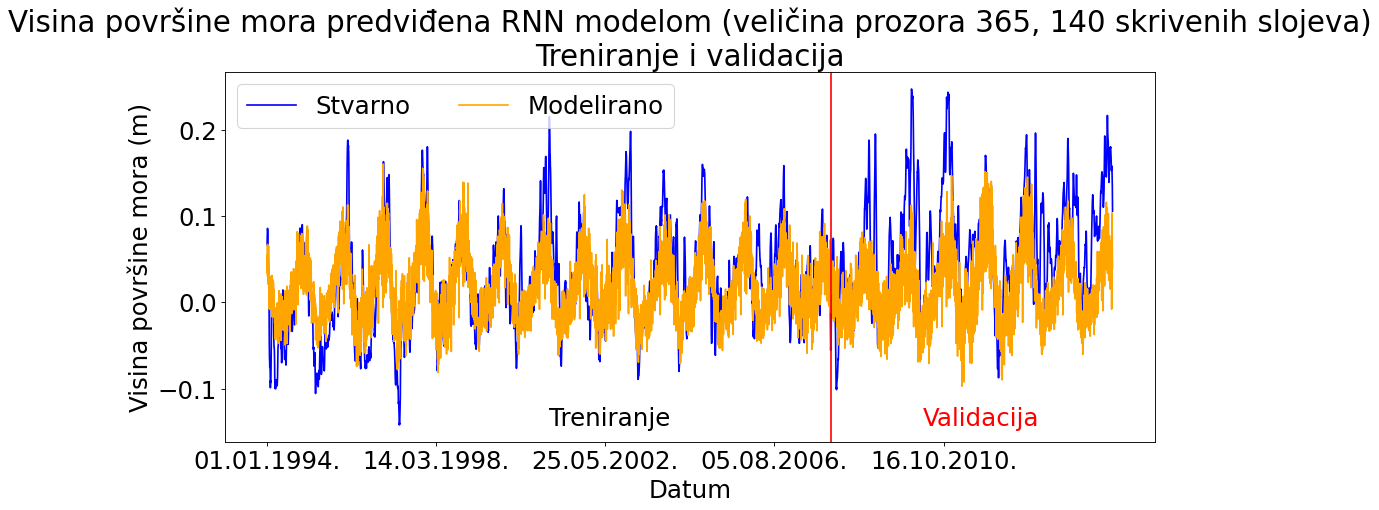 Visina površine mora predviđena RNN modelom (veličina prozora 365, 140 skrivenih slojeva)
Treniranje i validacija
Stvarno
Modelirano
Visina površine mora (m)
0.2
0.1
0.0
−0.1
Treniranje
Validacija
01.01.1994.
14.03.1998.
25.05.2002.
05.08.2006.
16.10.2010.
Datum